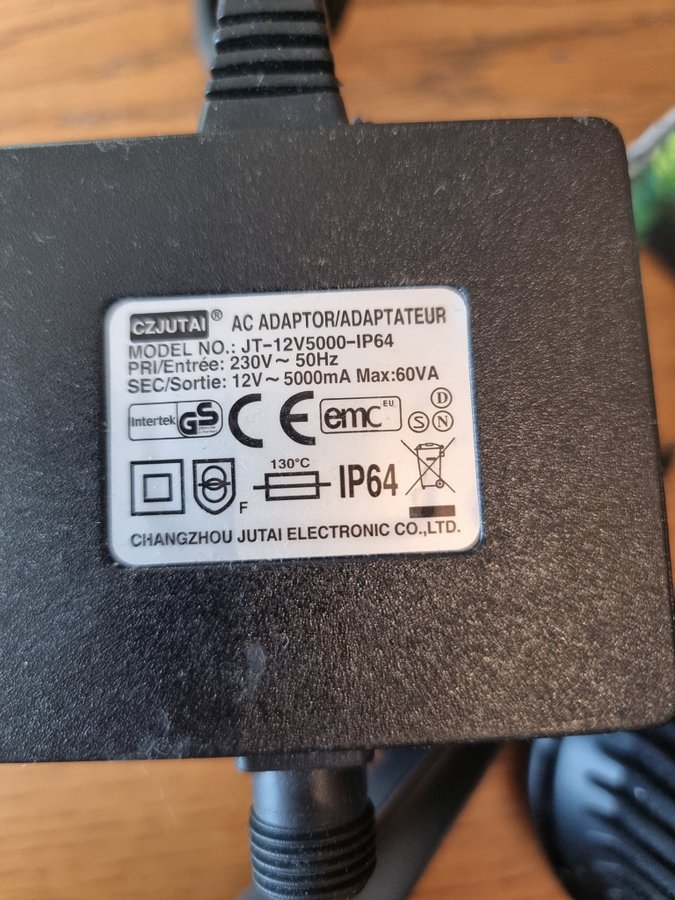 CZJUTAI® AC ADAPTOR/ADAPTATEUR
MODEL NO.: JT-12V5000-IP64
PRI/Entrée: 230V~ 50Hz
SEC/Sortie: 12V~ 5000mA Max:60VA
Intertek GS CE emc EU D S N
130°C
F IP64
CHANGZHOU JUTAI ELECTRONIC CO.,LTD.